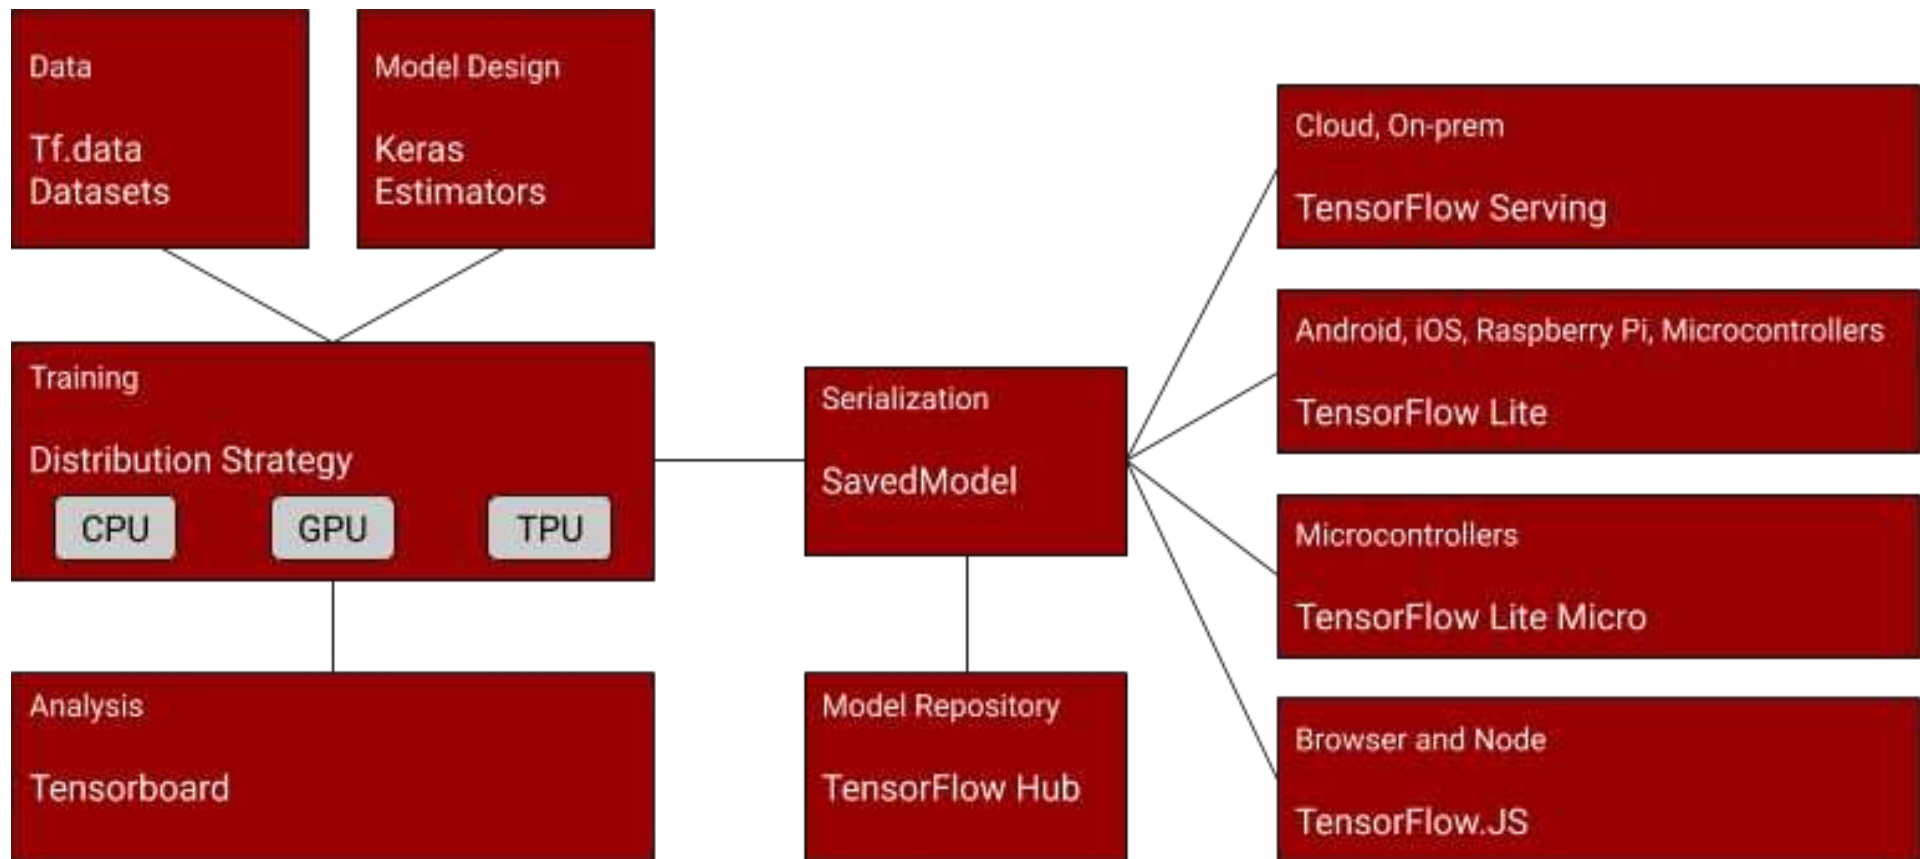 Data
Tf.data
Datasets
Model Design
Keras
Estimators
Training
Distribution Strategy
CPU
GPU
TPU
Analysis
Tensorboard
Serialization
SavedModel
Model Repository
TensorFlow Hub
Cloud, On-prem
TensorFlow Serving
Android, iOS, Raspberry Pi, Microcontrollers
TensorFlow Lite
Microcontrollers
TensorFlow Lite Micro
Browser and Node
TensorFlow.JS